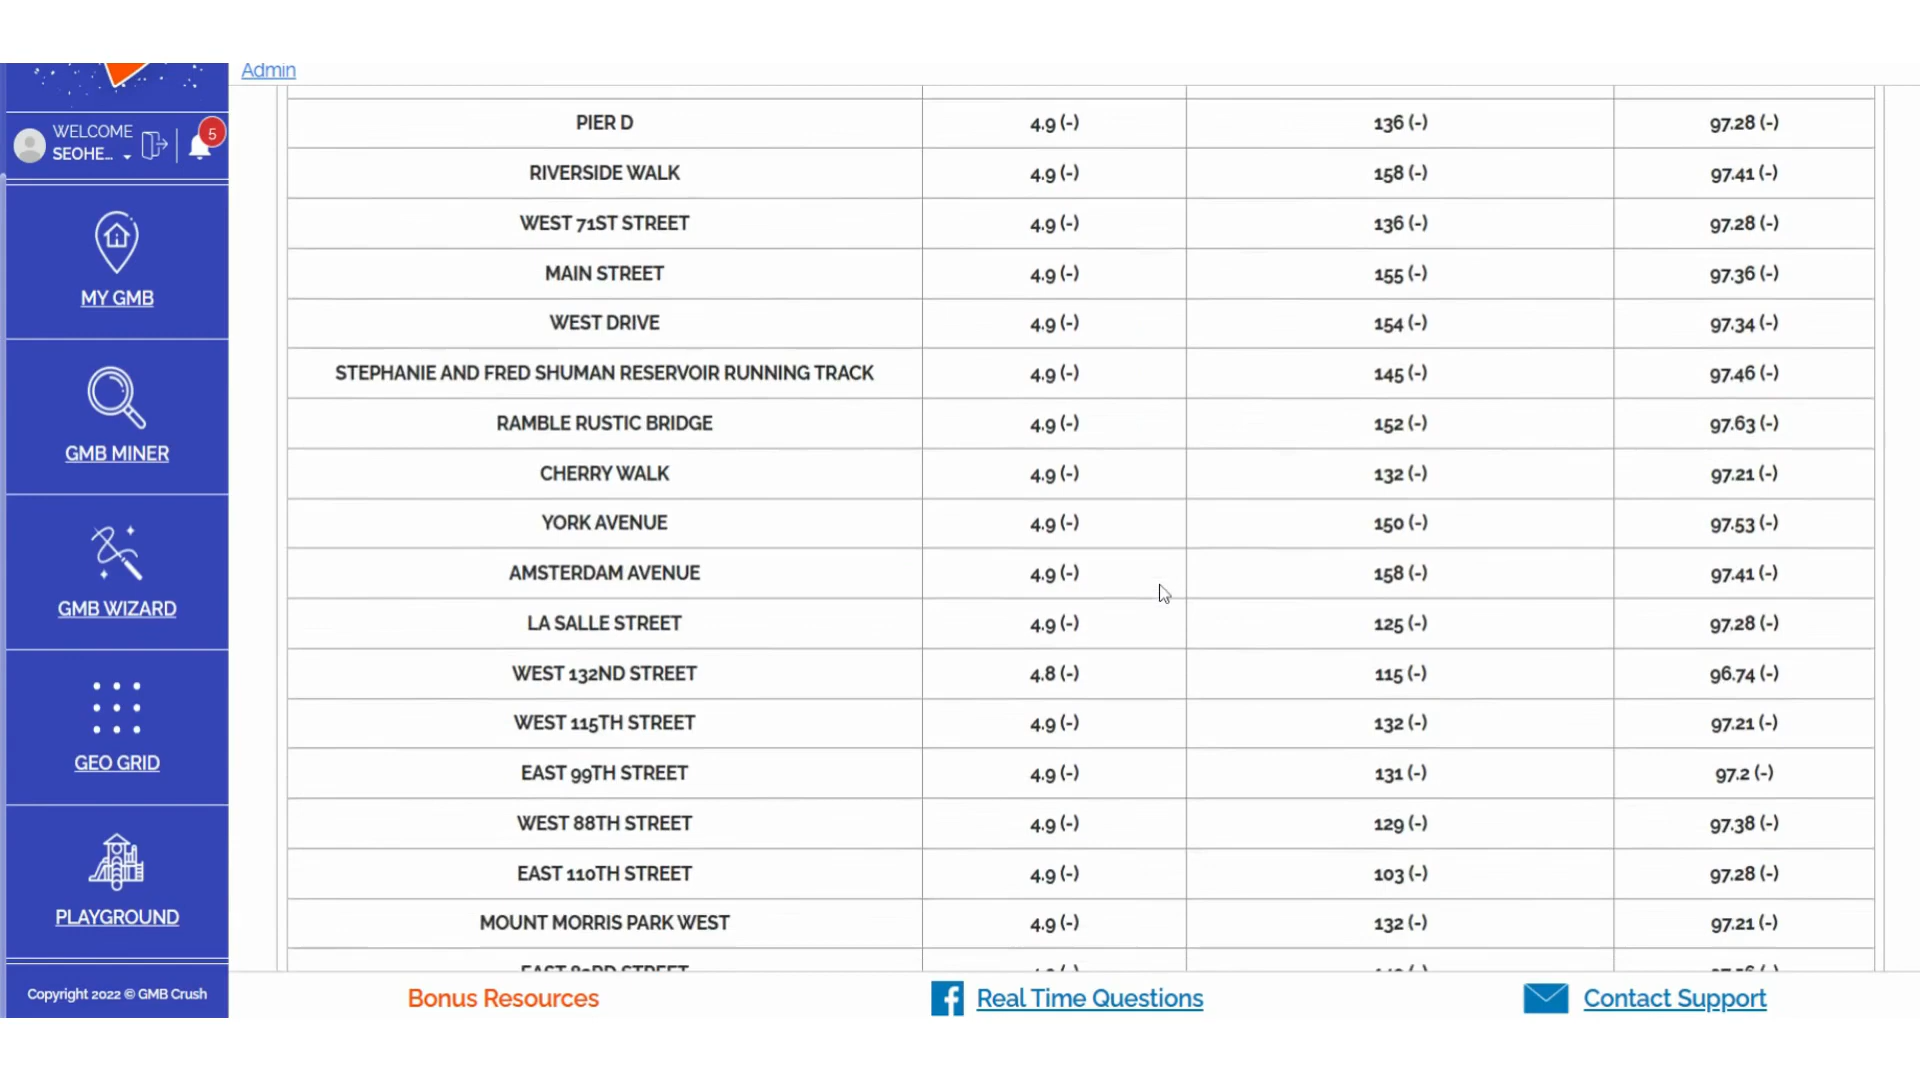 Admin
WELCOME
SEOHE...
5
MY GMB
GMB MINER
GMB WIZARD
GEO GRID
PLAYGROUND
Copyright 2022 © GMB Crush
PIER D 4.9 (-) 136 (-) 97.28 (-)
RIVERSIDE WALK 4.9 (-) 158 (-) 97.41 (-)
WEST 71ST STREET 4.9 (-) 136 (-) 97.28 (-)
MAIN STREET 4.9 (-) 155 (-) 97.36 (-)
WEST DRIVE 4.9 (-) 154 (-) 97.34 (-)
STEPHANIE AND FRED SHUMAN RESERVOIR RUNNING TRACK 4.9 (-) 145 (-) 97.46 (-)
RAMBLE RUSTIC BRIDGE 4.9 (-) 152 (-) 97.63 (-)
CHERRY WALK 4.9 (-) 132 (-) 97.21 (-)
YORK AVENUE 4.9 (-) 150 (-) 97.53 (-)
AMSTERDAM AVENUE 4.9 (-) 158 (-) 97.41 (-)
LA SALLE STREET 4.9 (-) 125 (-) 97.28 (-)
WEST 132ND STREET 4.8 (-) 115 (-) 96.74 (-)
WEST 115TH STREET 4.9 (-) 132 (-) 97.21 (-)
EAST 99TH STREET 4.9 (-) 131 (-) 97.2 (-)
WEST 88TH STREET 4.9 (-) 129 (-) 97.38 (-)
EAST 110TH STREET 4.9 (-) 103 (-) 97.28 (-)
MOUNT MORRIS PARK WEST 4.9 (-) 132 (-) 97.21 (-)
Bonus Resources
Real Time Questions
Contact Support